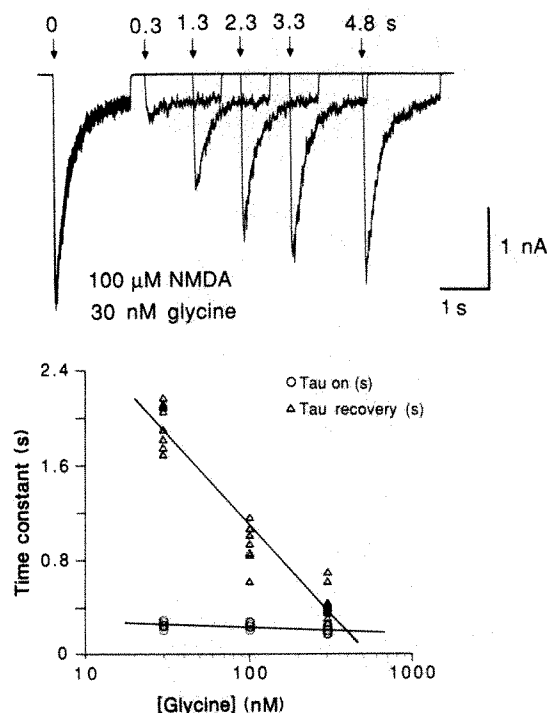 0 0.3 1.3 2.3 3.3 4.8 s
1 nA
1 s
100 µM NMDA
30 nM glycine
2.4
1.6
0.8
0
Time constant (s)
Tau on (s)
Tau recovery (s)
10 100 1000
[Glycine] (nM)